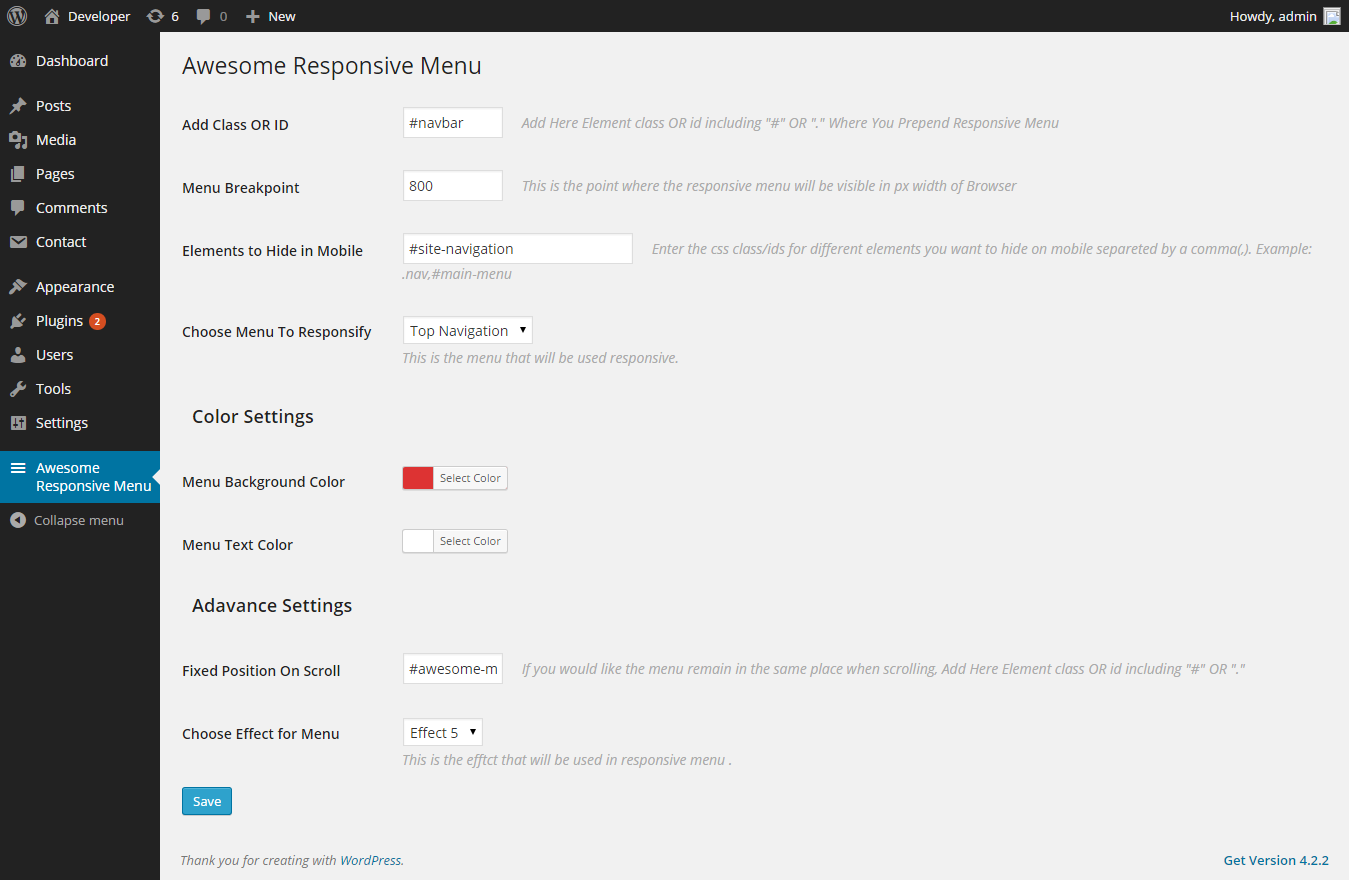 Developer 6 0 New Howdy, admin
Dashboard
Posts
Media
Pages
Comments
Contact
Appearance
Plugins 2
Users
Tools
Settings
Awesome
Responsive Menu
Collapse menu
Awesome Responsive Menu
Add Class OR ID #navbar Add Here Element class OR id including "#" OR "." Where You Prepend Responsive Menu
Menu Breakpoint 800 This is the point where the responsive menu will be visible in px width of Browser
Elements to Hide in Mobile #site-navigation Enter the css class/ids for different elements you want to hide on mobile separeted by a comma(,). Example:
.nav,#main-menu
Choose Menu To Responsify Top Navigation
This is the menu that will be used responsive.
Color Settings
Menu Background Color Select Color
Menu Text Color Select Color
Adavance Settings
Fixed Position On Scroll #awesome-m If you would like the menu remain in the same place when scrolling, Add Here Element class OR id including "#" OR "."
Choose Effect for Menu Effect 5
This is the efftct that will be used in responsive menu .
Save
Thank you for creating with WordPress. Get Version 4.2.2